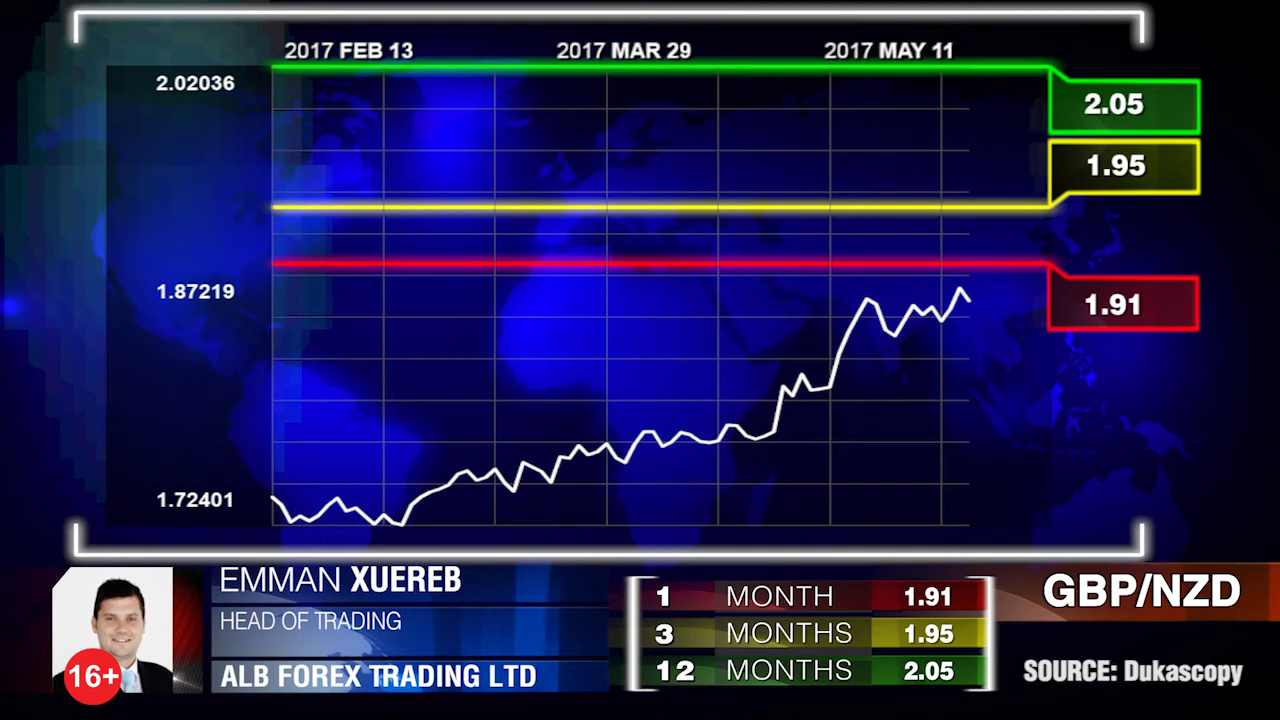 2017 FEB 13 2017 MAR 29 2017 MAY 11
2.02036
2.05
1.95
1.87219
1.91
1.72401
EMMAN XUEREB
HEAD OF TRADING
ALB FOREX TRADING LTD
16+
1 MONTH 1.91
3 MONTHS 1.95
12 MONTHS 2.05
GBP/NZD
SOURCE: Dukascopy